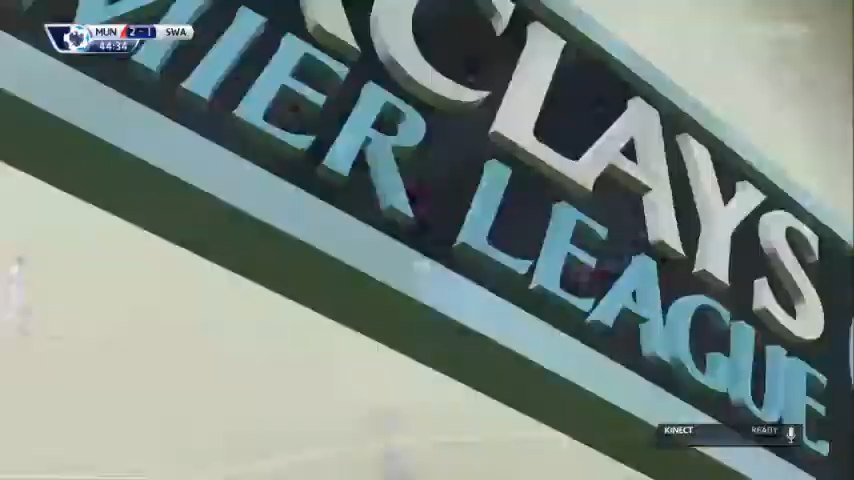 MUN 2-1 SWA
44:34
CLAYS
MIER LEAGUE
KINECT READY